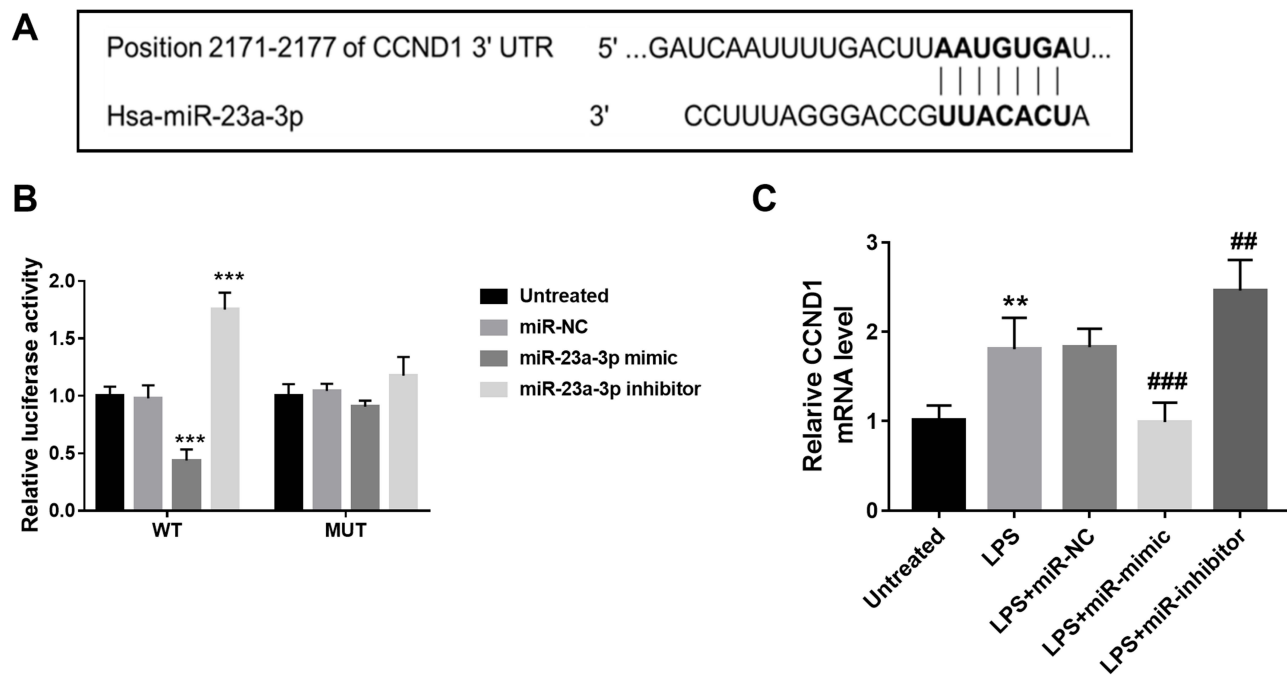 A
Position 2171-2177 of CCND1 3' UTR 5' ...GAUCAAUUUUGACUUAAUGUGAU...
Hsa-miR-23a-3p 3' CCUUUAGGGACCGUUACACUA
B
Relative luciferase activity
2.0
1.5
1.0
0.5
0.0
***
***
WT
MUT
Untreated
miR-NC
miR-23a-3p mimic
miR-23a-3p inhibitor
C
Relarive CCND1
mRNA level
3
2
1
0
**
###
##
Untreated
LPS
LPS+miR-NC
LPS+miR-mimic
LPS+miR-inhibitor